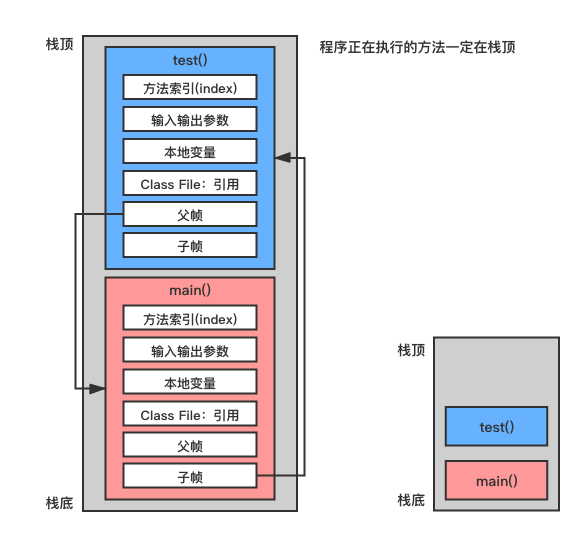 栈顶
程序正在执行的方法一定在栈顶
test()
方法索引(index)
输入输出参数
本地变量
Class File：引用
父帧
子帧
main()
方法索引(index)
输入输出参数
本地变量
Class File：引用
父帧
子帧
栈底
栈顶
test()
main()
栈底